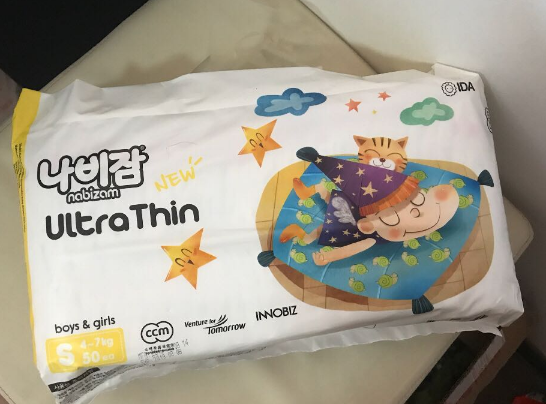 IDA
나비잠
nabizam
NEW
UltraThin
boys & girls
S
4-7kg
50
ccm
Venture for
Tomorrow
INNOBIZ